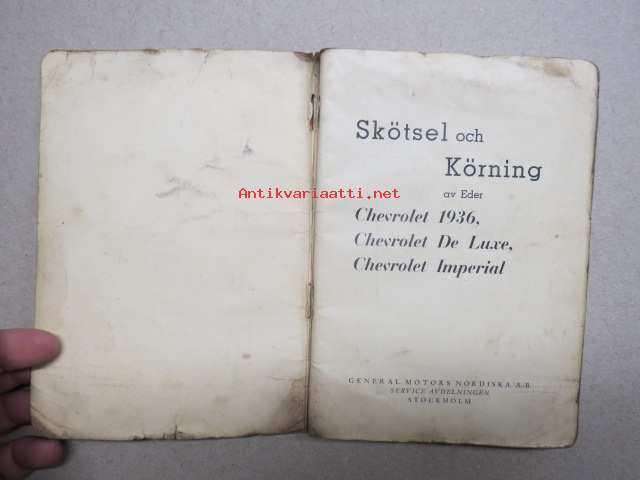 Skötsel och
Körning
av Eder
Chevrolet 1936,
Chevrolet De Luxe,
Chevrolet Imperial
GENERAL MOTORS NORDISKA A.B.
SERVICE AVDELNINGEN
STOCKHOLM
Antikvariaatti.net